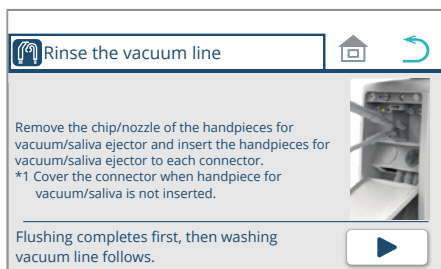 Rinse the vacuum line
Remove the chip/nozzle of the handpieces for
vacuum/saliva ejector and insert the handpieces for
vacuum/saliva ejector to each connector.
*1 Cover the connector when handpiece for
vacuum/saliva is not inserted.
Flushing completes first, then washing
vacuum line follows.